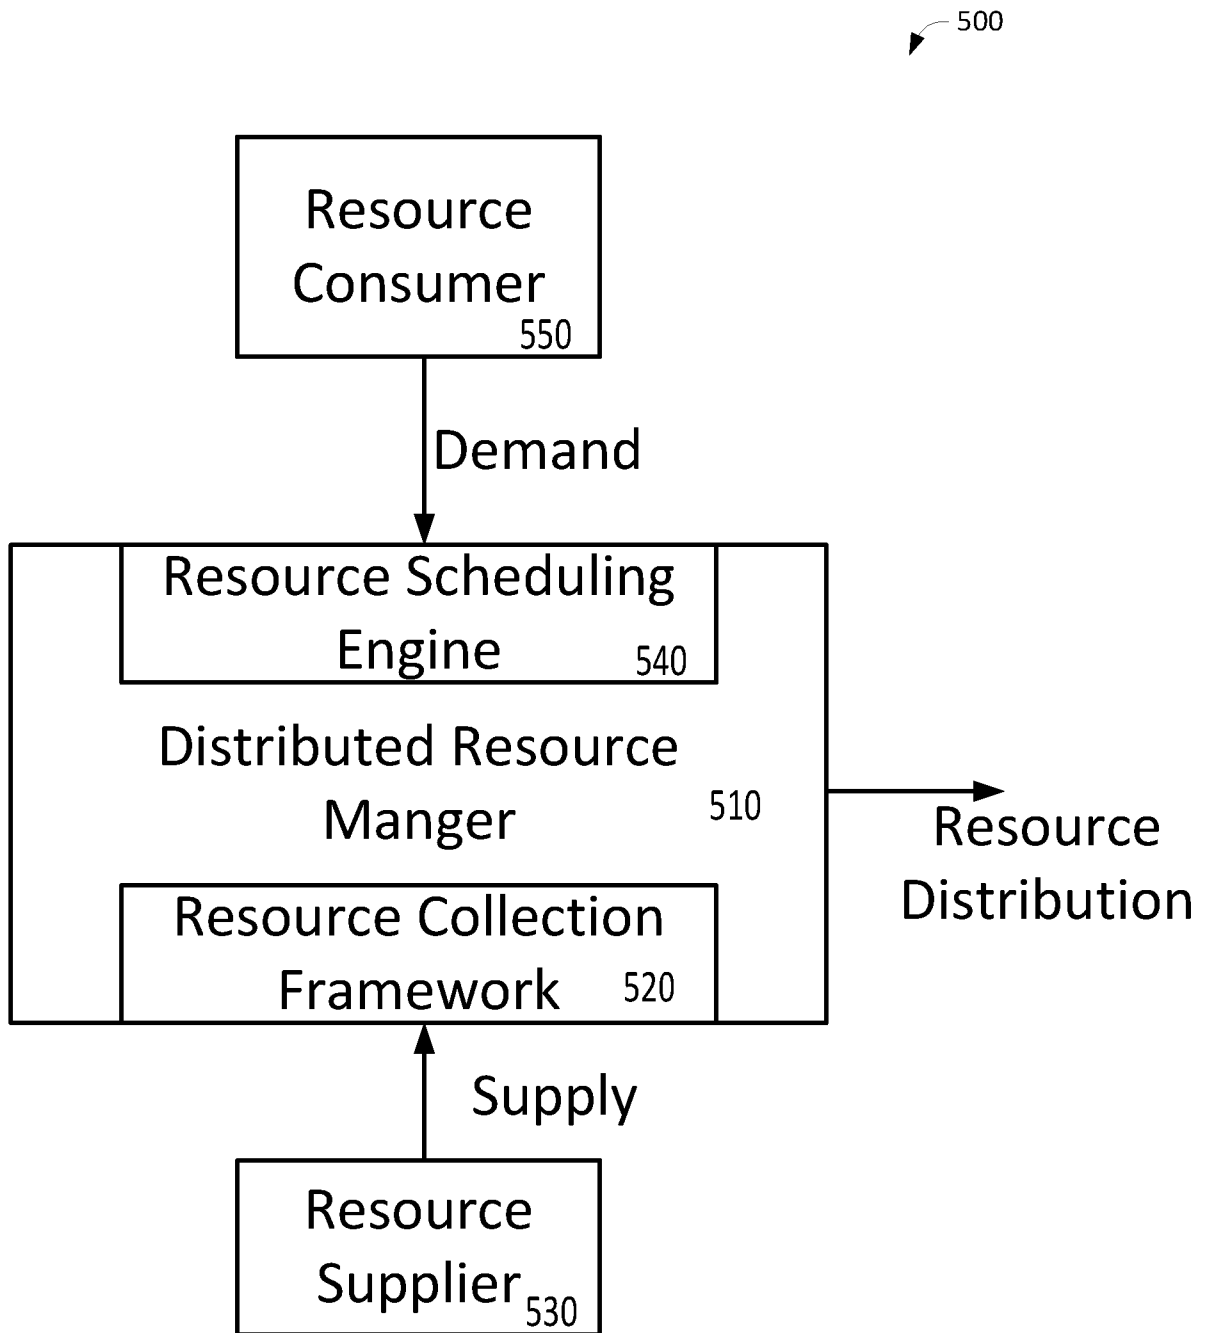 500
Resource
Consumer
550
Demand
Resource Scheduling
Engine 540
Distributed Resource
Manger 510
Resource
Distribution
Resource Collection
Framework 520
Supply
Resource
Supplier 530